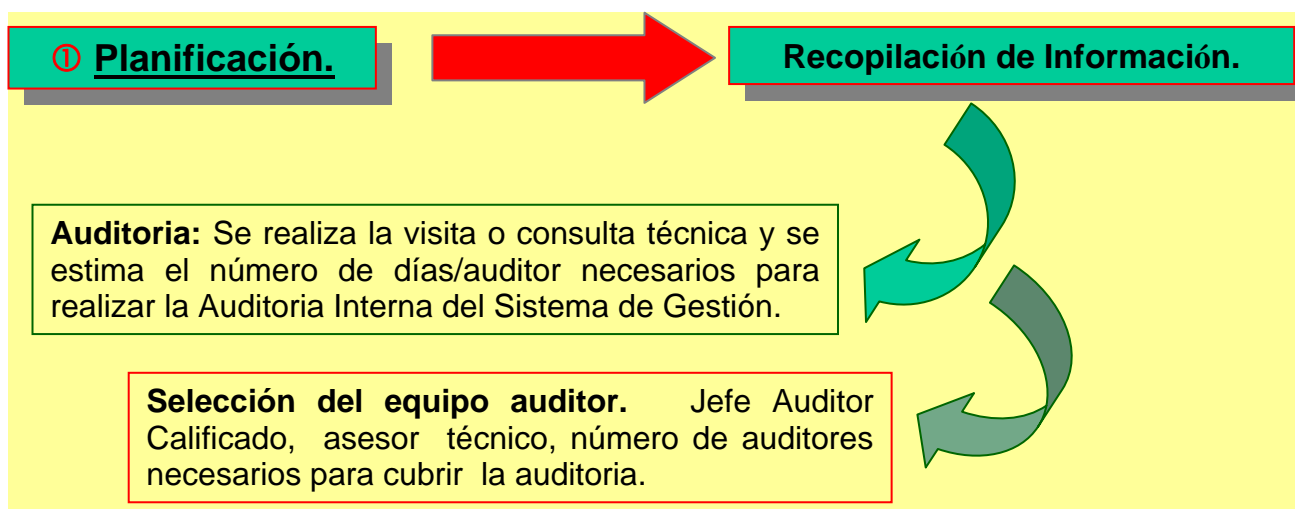 ① Planificación.
Recopilación de Información.
Auditoria: Se realiza la visita o consulta técnica y se
estima el número de días/auditor necesarios para
realizar la Auditoria Interna del Sistema de Gestión.
Selección del equipo auditor. Jefe Auditor
Calificado, asesor técnico, número de auditores
necesarios para cubrir la auditoria.